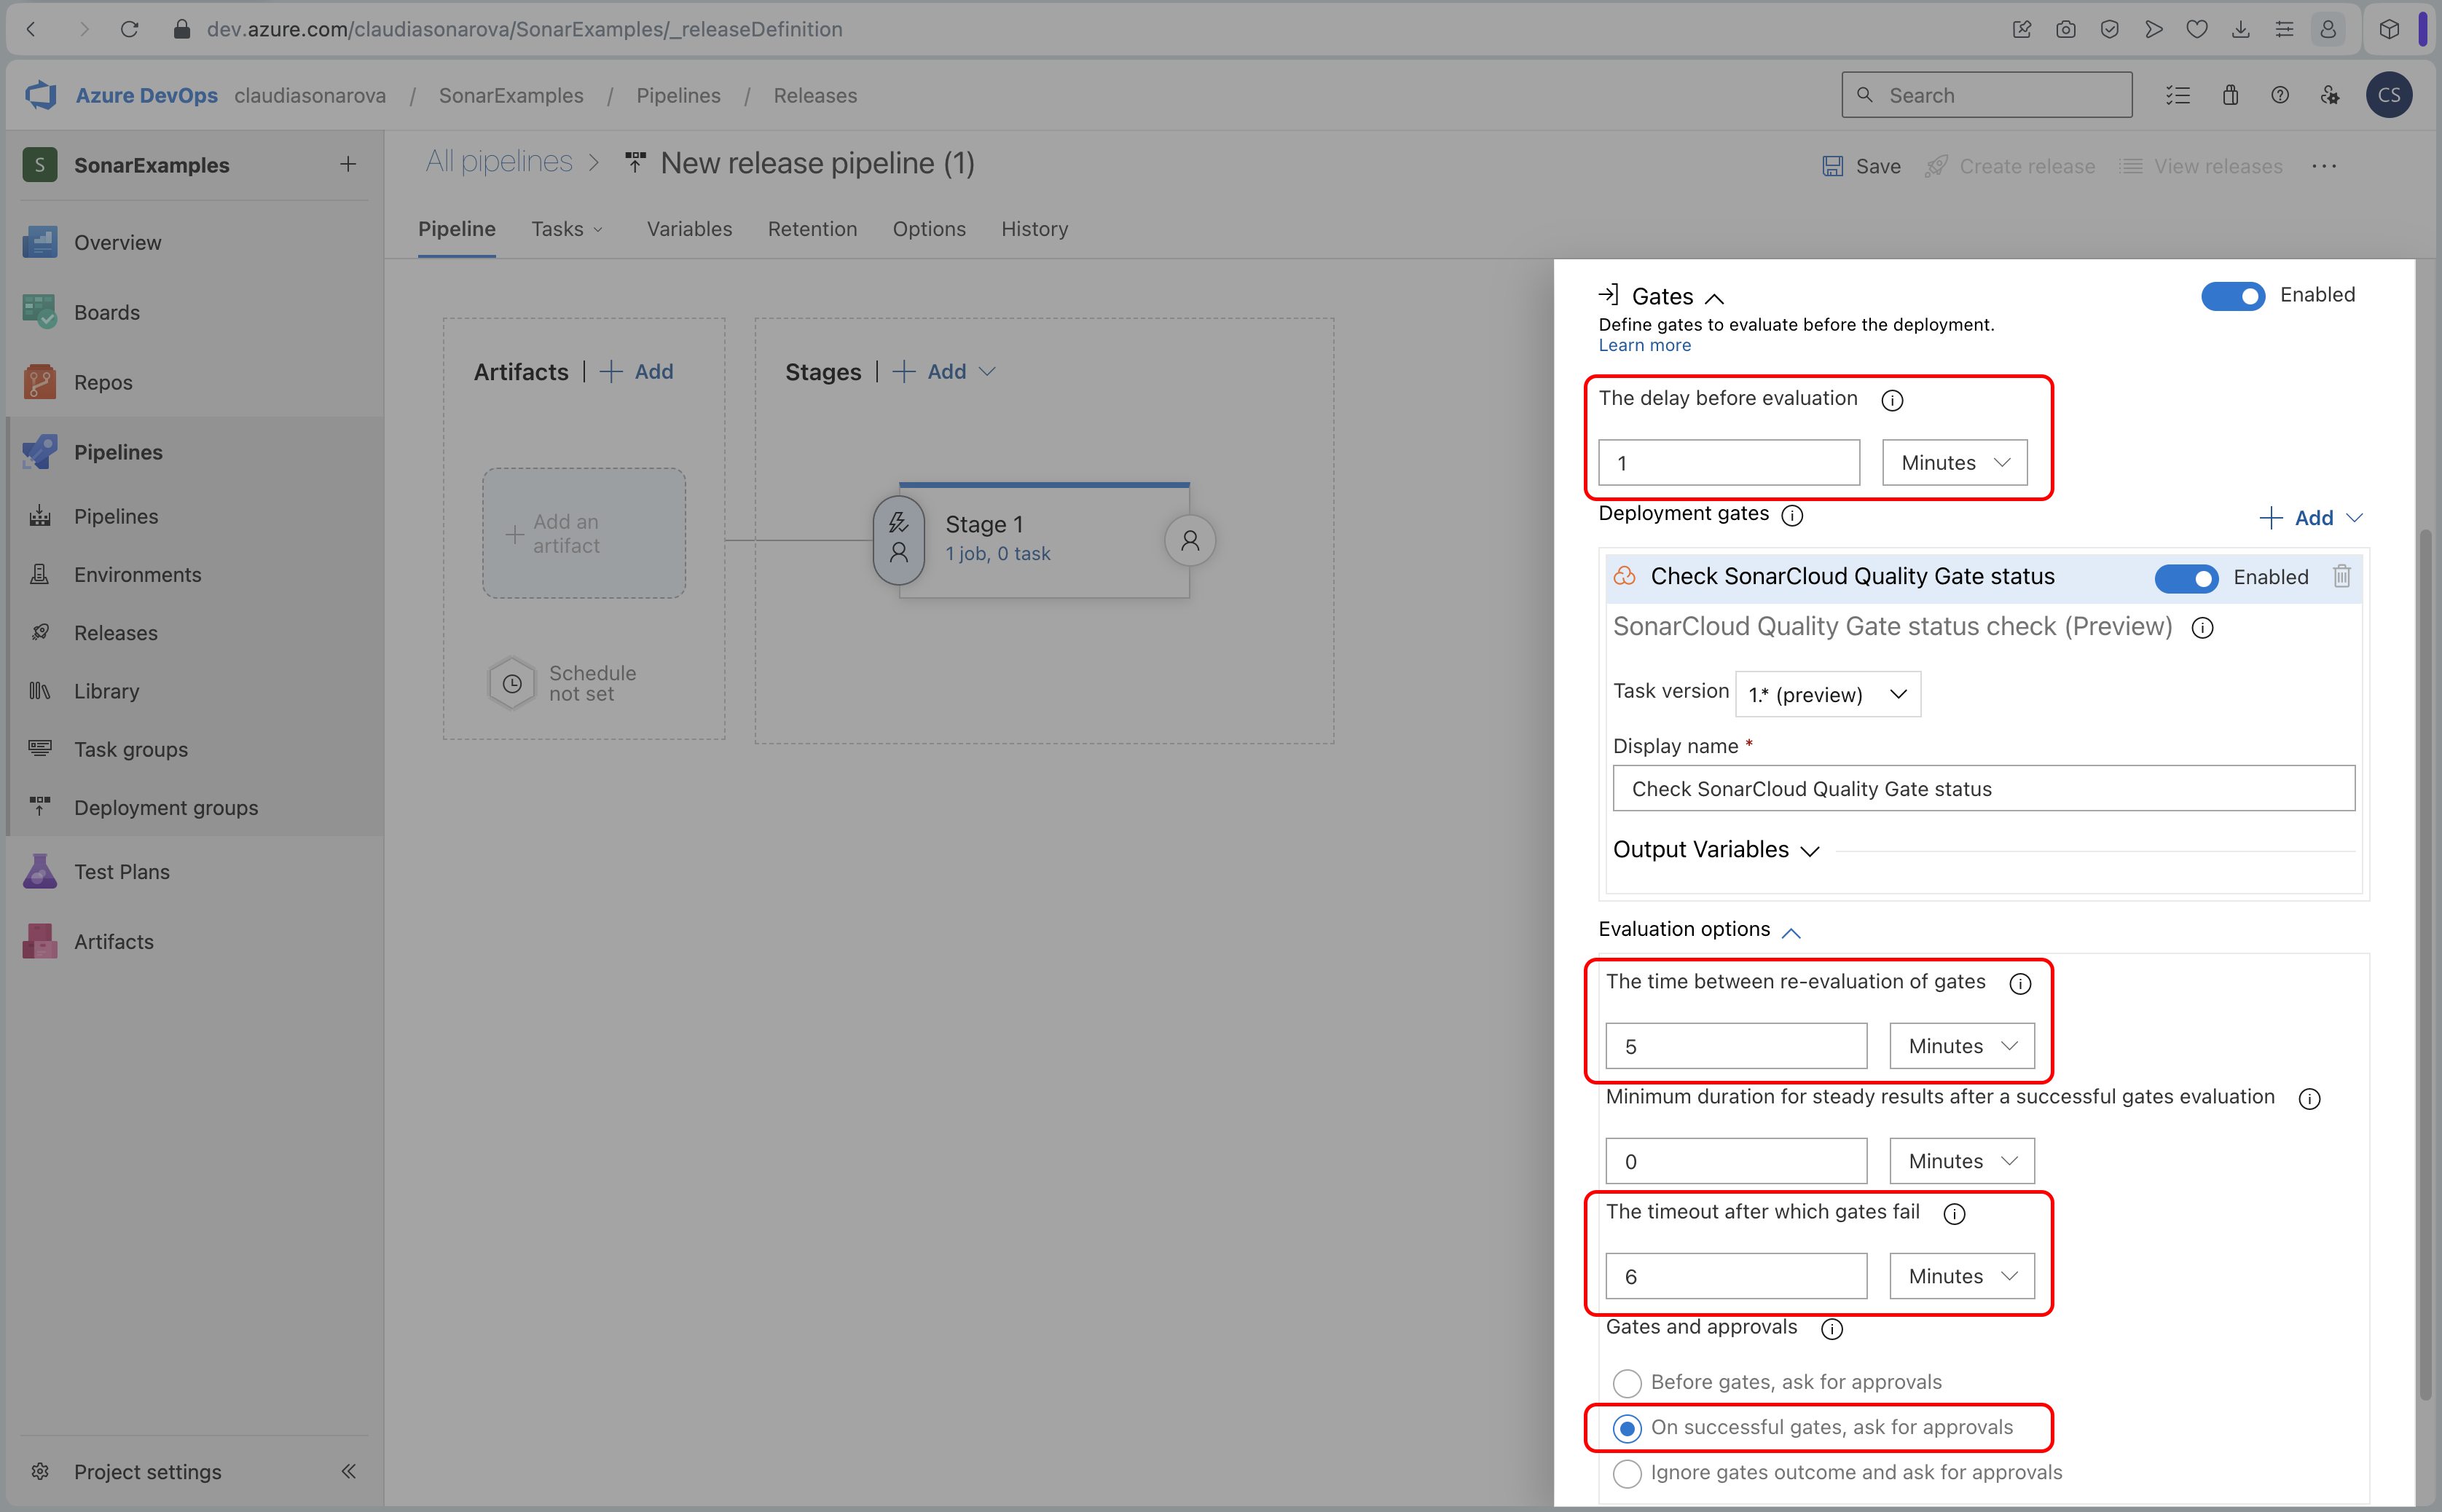 dev.azure.com/claudiasonarova/SonarExamples/_releaseDefinition
Azure DevOps claudiasonarova / SonarExamples / Pipelines / Releases
Search
CS
S SonarExamples
Overview
Boards
Repos
Pipelines
Pipelines
Environments
Releases
Library
Task groups
Deployment groups
Test Plans
Artifacts
Project settings
All pipelines > New release pipeline (1)
Save Create release View releases ...
Pipeline Tasks Variables Retention Options History
Artifacts | + Add
Add an
artifact
Schedule
not set
Stages | + Add
Stage 1
1 job, 0 task
Gates
Enabled
Define gates to evaluate before the deployment.
Learn more
The delay before evaluation
1 Minutes
Deployment gates
+ Add
Check SonarCloud Quality Gate status Enabled
SonarCloud Quality Gate status check (Preview)
Task version 1.* (preview)
Display name *
Check SonarCloud Quality Gate status
Output Variables
Evaluation options
The time between re-evaluation of gates
5 Minutes
Minimum duration for steady results after a successful gates evaluation
0 Minutes
The timeout after which gates fail
6 Minutes
Gates and approvals
Before gates, ask for approvals
On successful gates, ask for approvals
Ignore gates outcome and ask for approvals